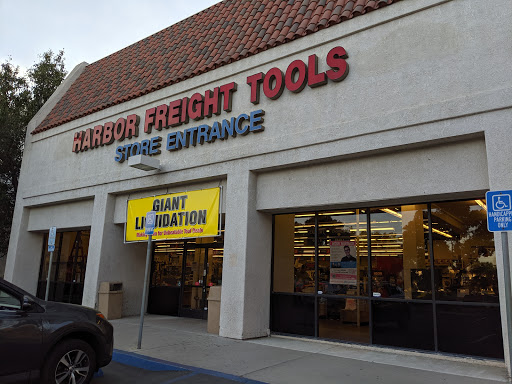 HARBOR FREIGHT TOOLS
STORE ENTRANCE
GIANT
LIQUIDATION
HANDICAPPED
PARKING
ONLY